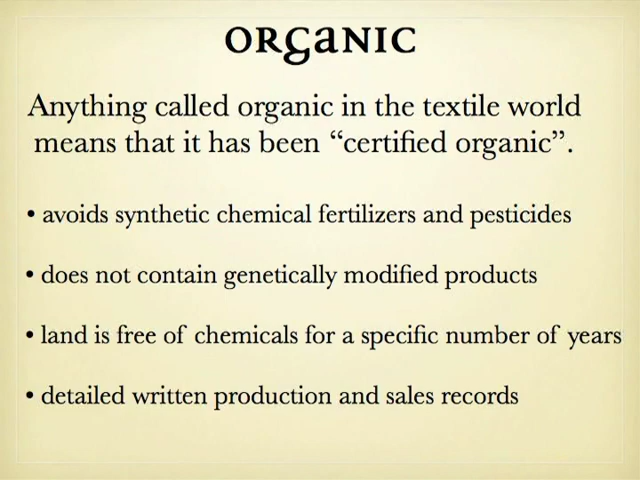 ORGANIC
Anything called organic in the textile world
means that it has been “certified organic”.
• avoids synthetic chemical fertilizers and pesticides
• does not contain genetically modified products
• land is free of chemicals for a specific number of years
• detailed written production and sales records